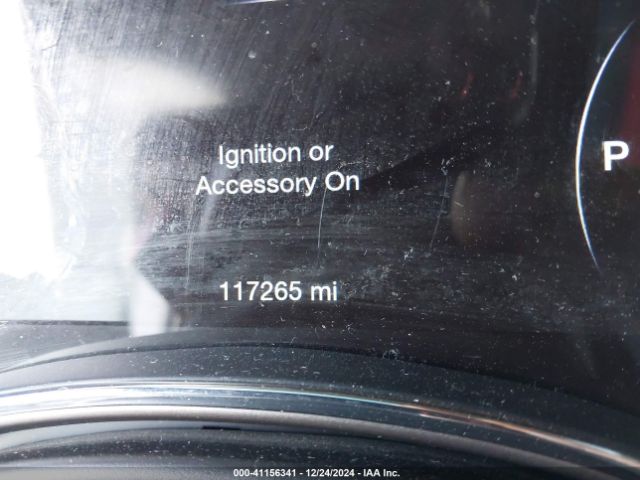 Ignition or
Accessory On
P
117265 mi
000-41156341 | 12/24/2024 - IAA Inc.